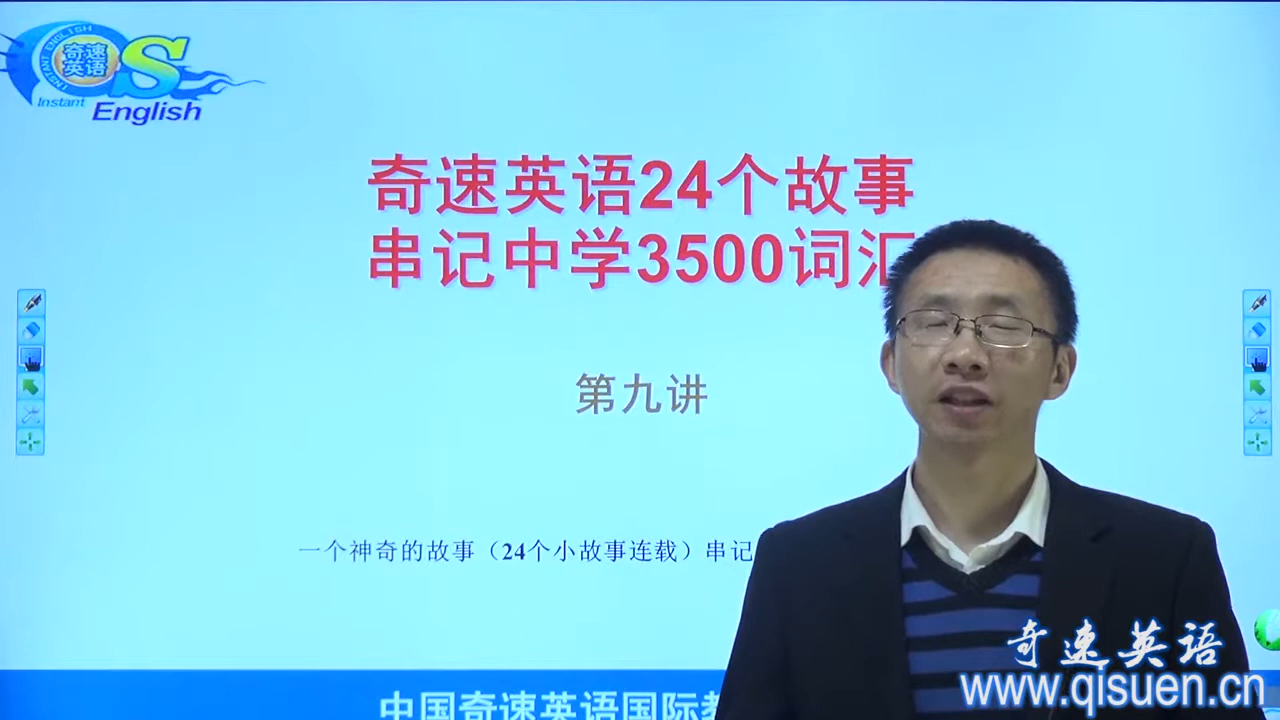 INSTANT ENGLISH
奇速
英语
S
Instant
English
奇速英语24个故事
串记中学3500词汇
第九讲
一个神奇的故事（24个小故事连载）串记
中国奇速英语国际教
奇速英语
www.qisuen.cn